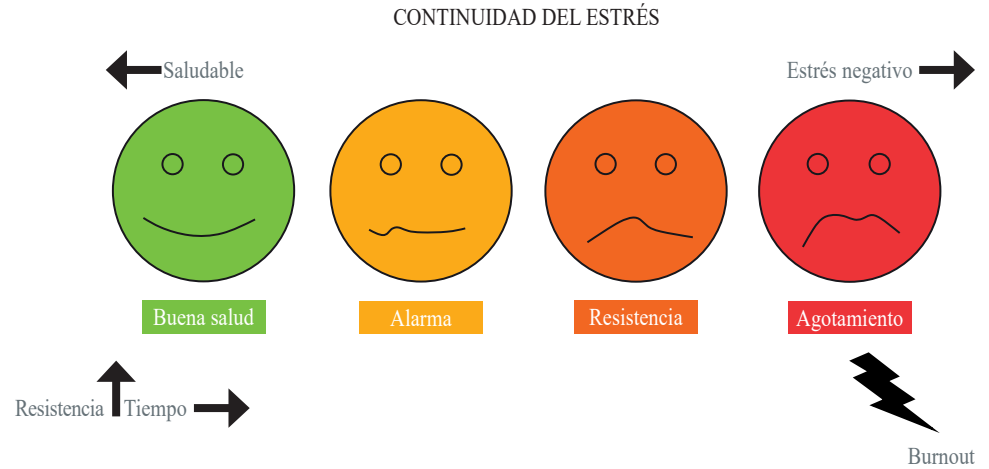 CONTINUIDAD DEL ESTRÉS
Saludable
Estrés negativo
Buena salud
Alarma
Resistencia
Agotamiento
Resistencia
Tiempo
Burnout